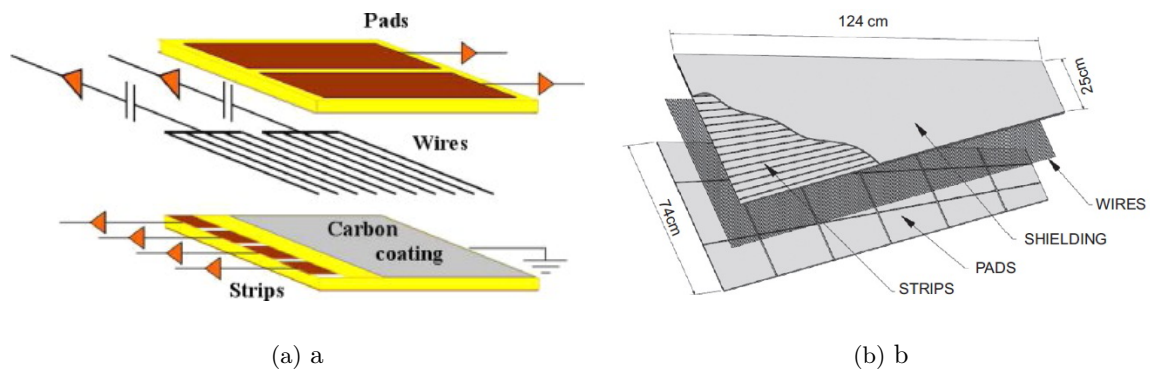 Pads
Wires
Carbon
coating
Strips
(a) a
124 cm
25cm
74cm
WIRES
SHIELDING
PADS
STRIPS
(b) b